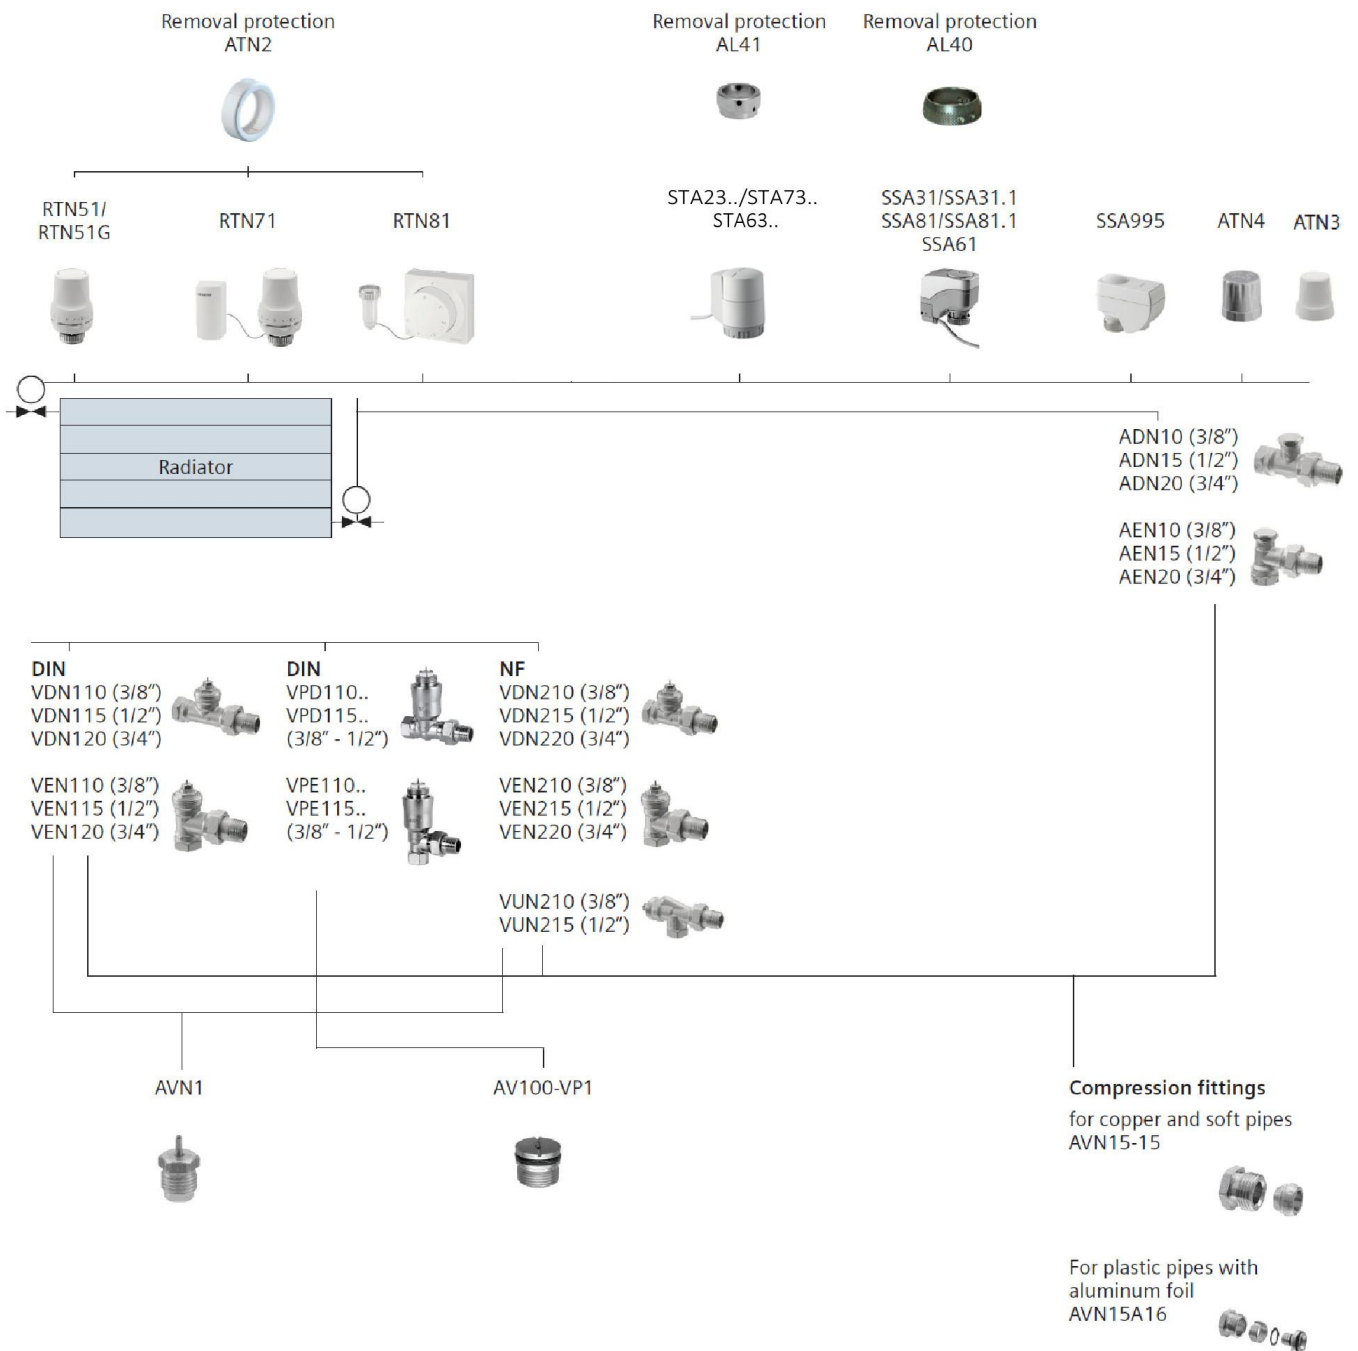 Removal protection
ATN2
Removal protection
AL41
Removal protection
AL40
RTN51/
RTN51G
RTN71
RTN81
STA23../STA73..
STA63..
SSA31/SSA31.1
SSA81/SSA81.1
SSA61
SSA995
ATN4
ATN3
Radiator
ADN10 (3/8")
ADN15 (1/2")
ADN20 (3/4")
AEN10 (3/8")
AEN15 (1/2")
AEN20 (3/4")
DIN
VDN110 (3/8")
VDN115 (1/2")
VDN120 (3/4")
VEN110 (3/8")
VEN115 (1/2")
VEN120 (3/4")
DIN
VPD110..
VPD115..
(3/8" - 1/2")
VPE110..
VPE115..
(3/8" - 1/2")
NF
VDN210 (3/8")
VDN215 (1/2")
VDN220 (3/4")
VEN210 (3/8")
VEN215 (1/2")
VEN220 (3/4")
VUN210 (3/8")
VUN215 (1/2")
AVN1
AV100-VP1
Compression fittings
for copper and soft pipes
AVN15-15
For plastic pipes with
aluminum foil
AVN15A16